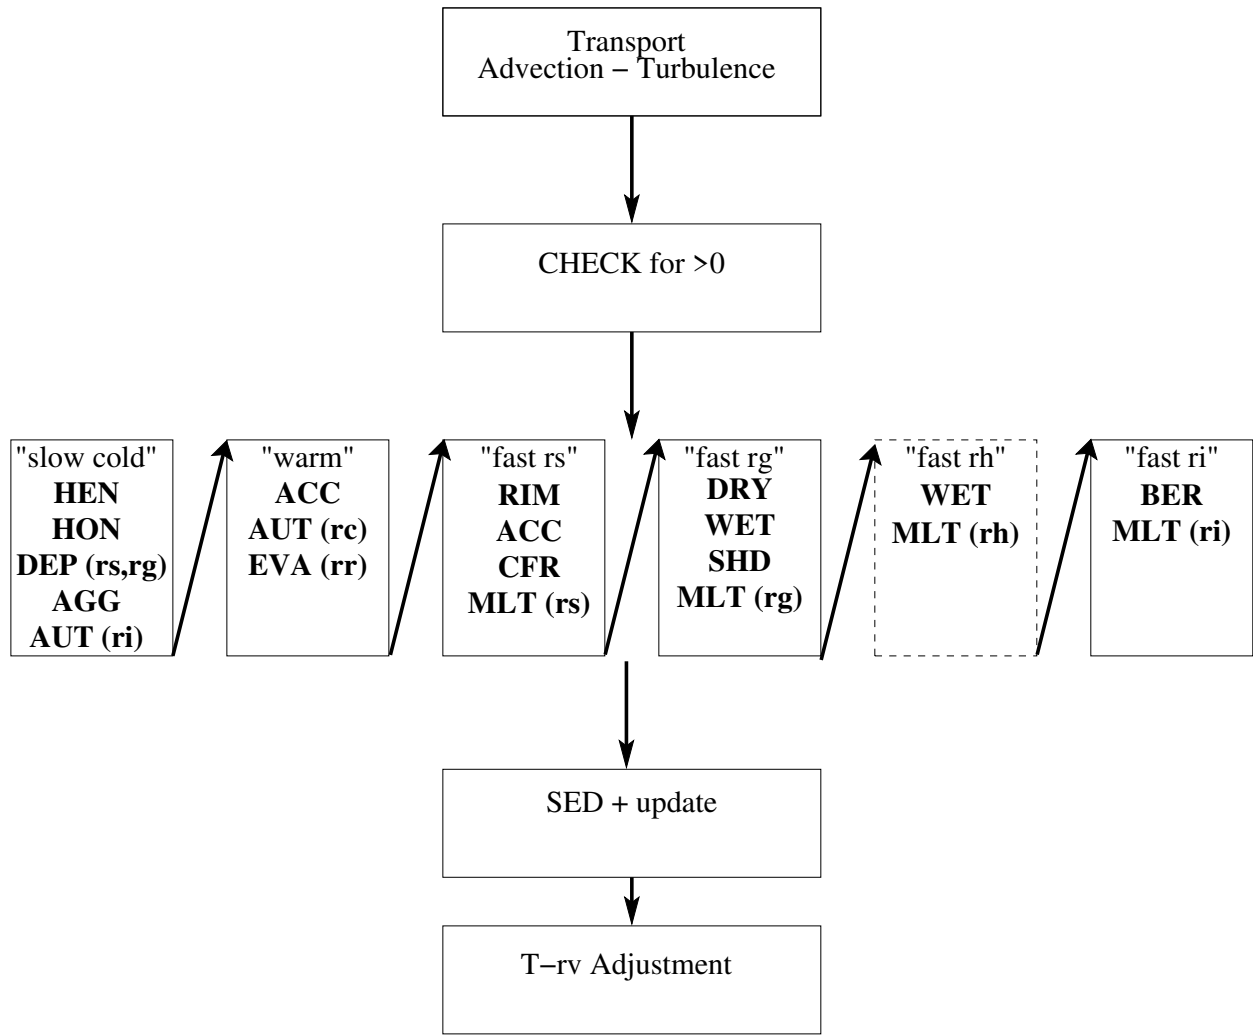 Transport
Advection − Turbulence
CHECK for >0
"slow cold"
HEN
HON
DEP (rs,rg)
AGG
AUT (ri)
"warm"
ACC
AUT (rc)
EVA (rr)
"fast rs"
RIM
ACC
CFR
MLT (rs)
"fast rg"
DRY
WET
SHD
MLT (rg)
"fast rh"
WET
MLT (rh)
"fast ri"
BER
MLT (ri)
SED + update
T−rv Adjustment